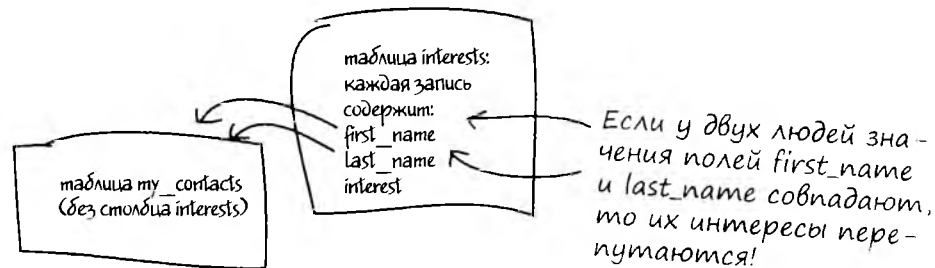 таблица interests:
каждая запись
содержит:
first_name
last_name
interest
таблица my_contacts
(без столбца interests)
Если у двух людей зна-
чения полей first_name
и last_name совпадают,
то их интересы пере-
путаются!